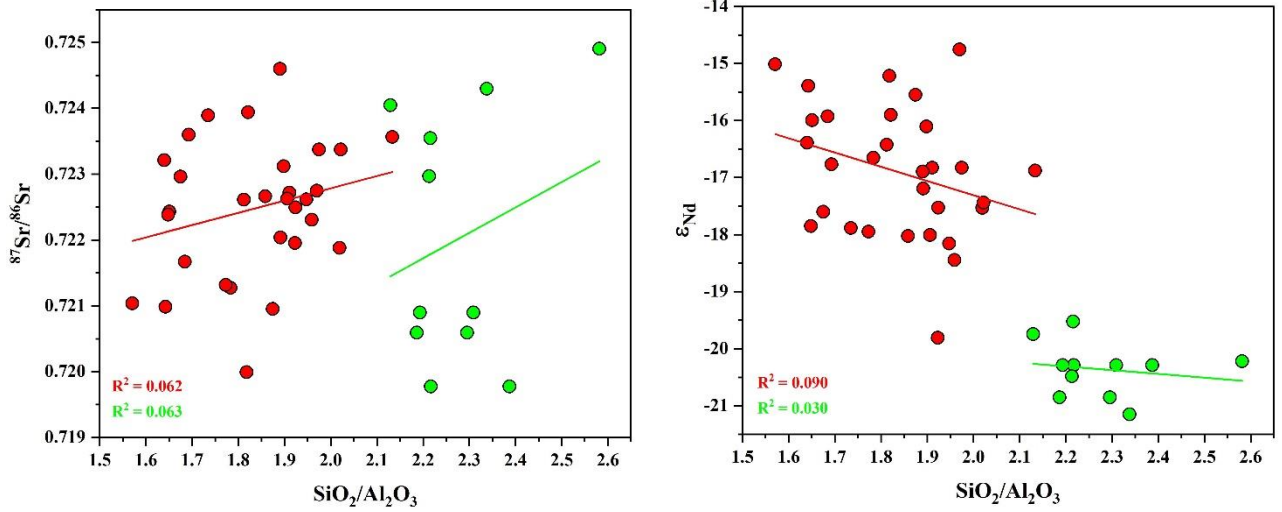 0.725
0.724
0.723
0.722
0.721
0.720
0.719
⁸⁷Sr/⁸⁶Sr
R² = 0.062
R² = 0.063
1.5 1.6 1.7 1.8 1.9 2.0 2.1 2.2 2.3 2.4 2.5 2.6
SiO₂/Al₂O₃
-14
-15
-16
-17
-18
-19
-20
-21
εNd
R² = 0.090
R² = 0.030
1.5 1.6 1.7 1.8 1.9 2.0 2.1 2.2 2.3 2.4 2.5 2.6
SiO₂/Al₂O₃